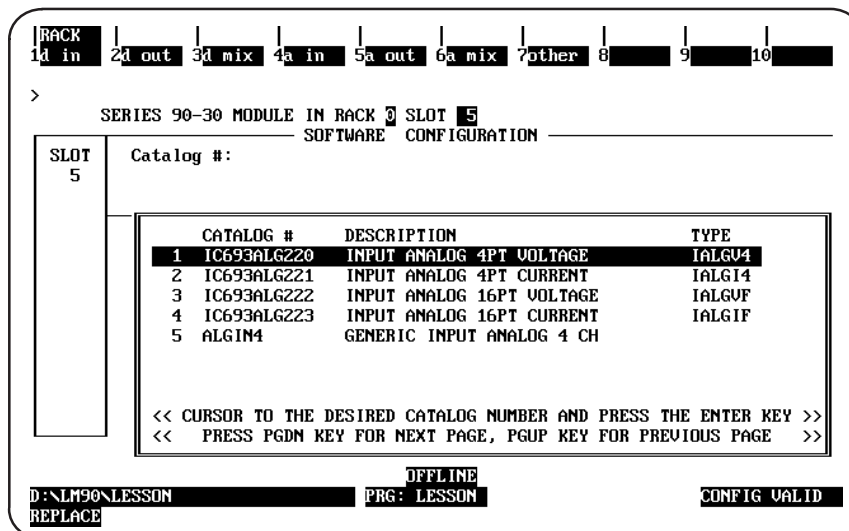 RACK
1d in 2d out 3d mix 4a in 5a out 6a mix 7other 8 9 10
>
SERIES 90-30 MODULE IN RACK 0 SLOT 5
SOFTWARE CONFIGURATION
SLOT Catalog #:
5
CATALOG # DESCRIPTION TYPE
1 IC693ALG220 INPUT ANALOG 4PT VOLTAGE IALGV4
2 IC693ALG221 INPUT ANALOG 4PT CURRENT IALGI4
3 IC693ALG222 INPUT ANALOG 16PT VOLTAGE IALGVF
4 IC693ALG223 INPUT ANALOG 16PT CURRENT IALGIF
5 ALGIN4 GENERIC INPUT ANALOG 4 CH
<< CURSOR TO THE DESIRED CATALOG NUMBER AND PRESS THE ENTER KEY >>
<< PRESS PGDN KEY FOR NEXT PAGE, PGUP KEY FOR PREVIOUS PAGE >>
OFFLINE
D:\LM90\LESSON PRG: LESSON CONFIG VALID
REPLACE